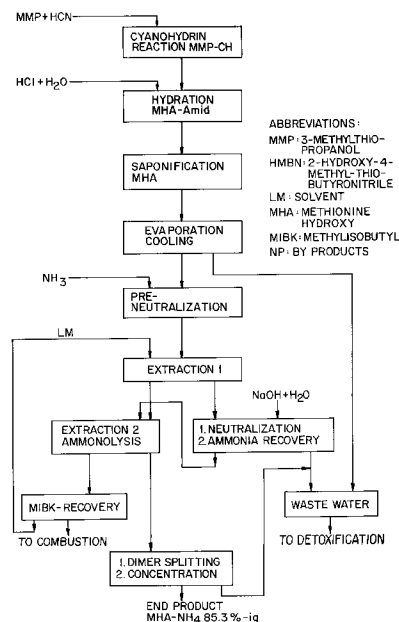 MMP+HCN
CYANOHYDRIN
REACTION MMP-CH
HCl+H2O
HYDRATION
MHA-Amid
ABBREVIATIONS:
MMP: 3-METHYLTHIO-
PROPANOL
HMBN: 2-HYDROXY-4-
METHYL-THIO-
BUTYRONITRILE
LM: SOLVENT
MHA: METHIONINE
HYDROXY
MIBK: METHYLISOBUTYL
NP: BY PRODUCTS
SAPONIFICATION
MHA
EVAPORATION
COOLING
NH3
PRE-
NEUTRALIZATION
LM
EXTRACTION 1
NaOH+H2O
EXTRACTION 2
AMMONOLYSIS
1. NEUTRALIZATION
2. AMMONIA RECOVERY
MIBK-RECOVERY
WASTE WATER
TO COMBUSTION
TO DETOXIFICATION
1. DIMER SPLITTING
2. CONCENTRATION
END PRODUCT
MHA-NH4 85.3%-ig